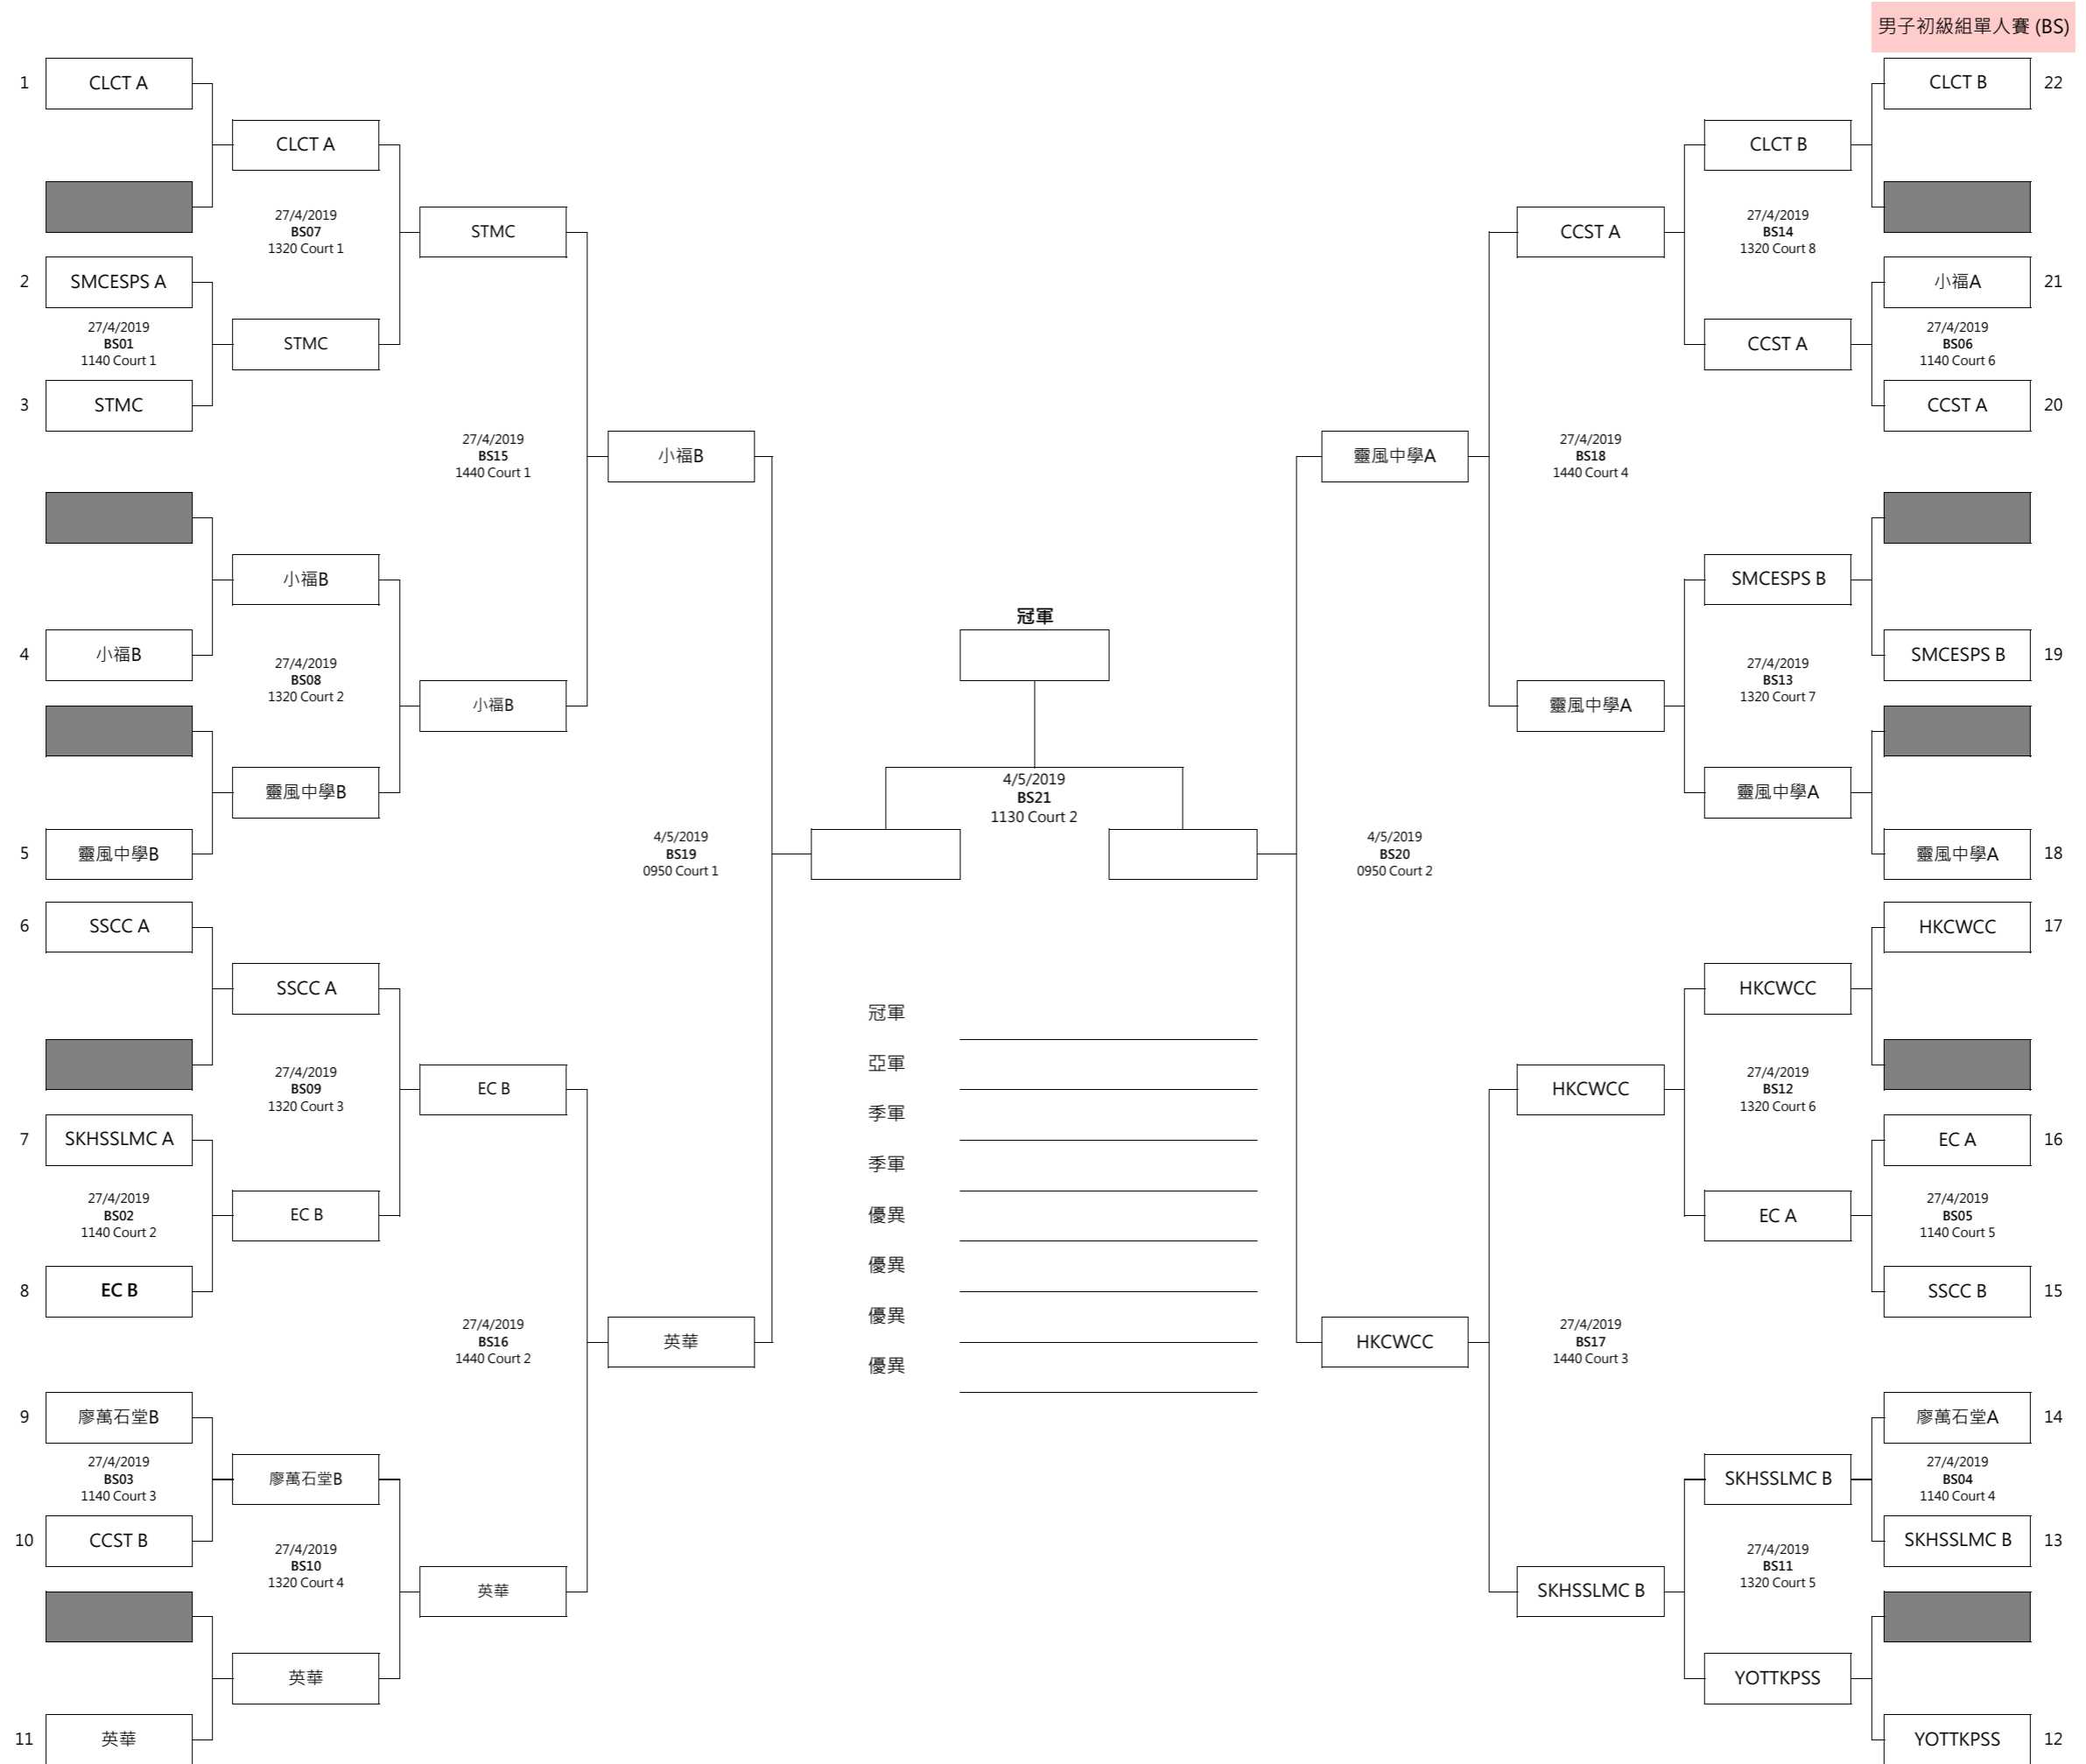 男子初級組單人賽 (BS)
1
CLCT A
CLCT A
27/4/2019
BS07
1320 Court 1
2
SMCESPS A
27/4/2019
BS01
1140 Court 1
STMC
3
STMC
STMC
27/4/2019
BS15
1440 Court 1
小福B
小福B
4
小福B
27/4/2019
BS08
1320 Court 2
小福B
靈風中學B
5
靈風中學B
4/5/2019
BS19
0950 Court 1
6
SSCC A
SSCC A
27/4/2019
BS09
1320 Court 3
EC B
7
SKHSSLMC A
27/4/2019
BS02
1140 Court 2
EC B
8
EC B
27/4/2019
BS16
1440 Court 2
英華
9
廖萬石堂B
27/4/2019
BS03
1140 Court 3
廖萬石堂B
10
CCST B
27/4/2019
BS10
1320 Court 4
英華
英華
11
英華
冠軍
4/5/2019
BS21
1130 Court 2
冠軍
亞軍
季軍
季軍
優異
優異
優異
優異
CLCT B
22
CLCT B
27/4/2019
BS14
1320 Court 8
CCST A
小福A
21
27/4/2019
BS06
1140 Court 6
CCST A
CCST A
20
靈風中學A
27/4/2019
BS18
1440 Court 4
SMCESPS B
SMCESPS B
19
27/4/2019
BS13
1320 Court 7
靈風中學A
靈風中學A
靈風中學A
18
4/5/2019
BS20
0950 Court 2
HKCWCC
17
HKCWCC
27/4/2019
BS12
1320 Court 6
HKCWCC
EC A
16
27/4/2019
BS05
1140 Court 5
EC A
SSCC B
15
HKCWCC
27/4/2019
BS17
1440 Court 3
廖萬石堂A
14
27/4/2019
BS04
1140 Court 4
SKHSSLMC B
SKHSSLMC B
13
27/4/2019
BS11
1320 Court 5
SKHSSLMC B
YOTTKPSS
YOTTKPSS
12